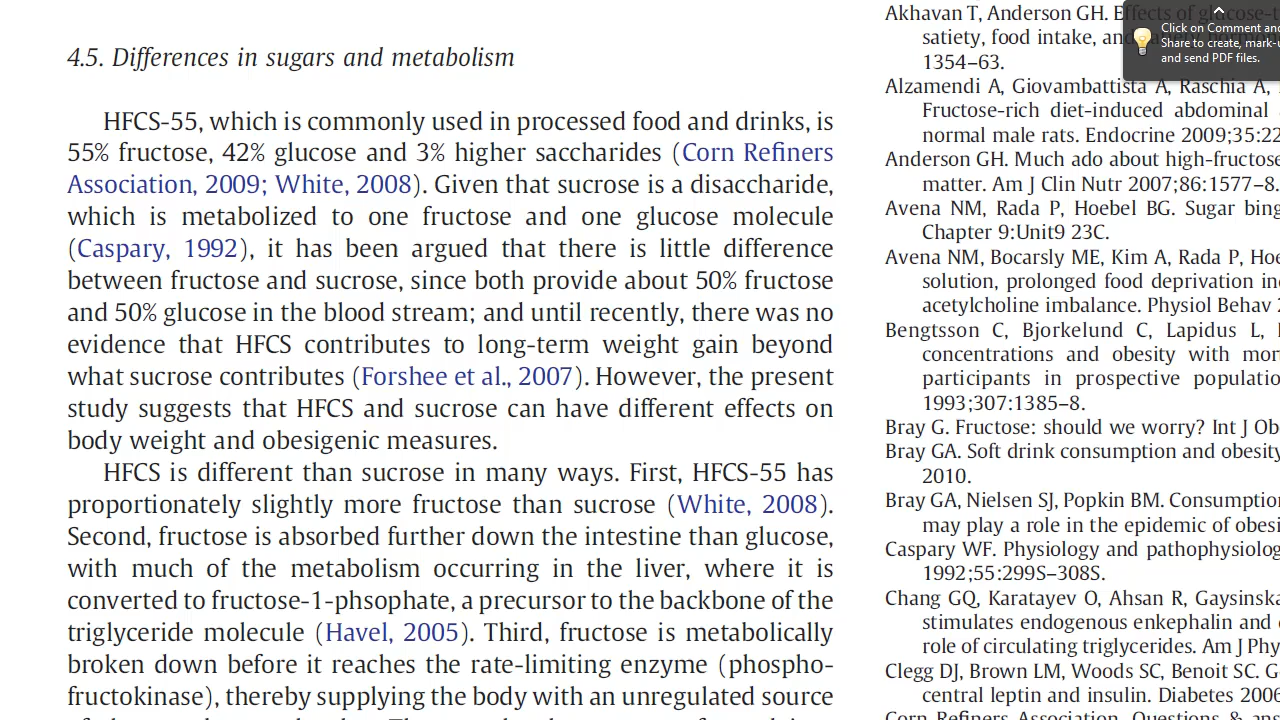 4.5. Differences in sugars and metabolism
HFCS-55, which is commonly used in processed food and drinks, is
55% fructose, 42% glucose and 3% higher saccharides (Corn Refiners
Association, 2009; White, 2008). Given that sucrose is a disaccharide,
which is metabolized to one fructose and one glucose molecule
(Caspary, 1992), it has been argued that there is little difference
between fructose and sucrose, since both provide about 50% fructose
and 50% glucose in the blood stream; and until recently, there was no
evidence that HFCS contributes to long-term weight gain beyond
what sucrose contributes (Forshee et al., 2007). However, the present
study suggests that HFCS and sucrose can have different effects on
body weight and obesigenic measures.
HFCS is different than sucrose in many ways. First, HFCS-55 has
proportionately slightly more fructose than sucrose (White, 2008).
Second, fructose is absorbed further down the intestine than glucose,
with much of the metabolism occurring in the liver, where it is
converted to fructose-1-phsophate, a precursor to the backbone of the
triglyceride molecule (Havel, 2005). Third, fructose is metabolically
broken down before it reaches the rate-limiting enzyme (phospho-
fructokinase), thereby supplying the body with an unregulated source
Akhavan T, Anderson GH. Effects of glucose-t
satiety, food intake, and
1354–63.
Alzamendi A, Giovambattista A, Raschia A,
Fructose-rich diet-induced abdominal
normal male rats. Endocrine 2009;35:22
Anderson GH. Much ado about high-fructose
matter. Am J Clin Nutr 2007;86:1577–8.
Avena NM, Rada P, Hoebel BG. Sugar bing
Chapter 9:Unit9 23C.
Avena NM, Bocarsly ME, Kim A, Rada P, Hoe
solution, prolonged food deprivation in
acetylcholine imbalance. Physiol Behav
Bengtsson C, Bjorkelund C, Lapidus L,
concentrations and obesity with mor
participants in prospective populatio
1993;307:1385–8.
Bray G. Fructose: should we worry? Int J Ob
Bray GA. Soft drink consumption and obesity
2010.
Bray GA, Nielsen SJ, Popkin BM. Consumption
may play a role in the epidemic of obesi
Caspary WF. Physiology and pathophysiolog
1992;55:299S–308S.
Chang GQ, Karatayev O, Ahsan R, Gaysinska
stimulates endogenous enkephalin and
role of circulating triglycerides. Am J Phy
Clegg DJ, Brown LM, Woods SC, Benoit SC. G
central leptin and insulin. Diabetes 2006
Corn Refiners Association. Questions & ans
Click on Comment and
Share to create, mark-u
and send PDF files.